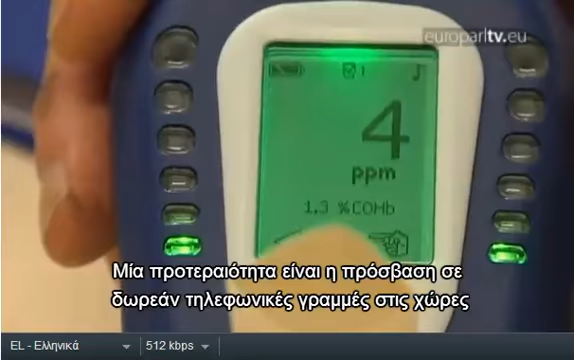 europarltv.eu
1
4
ppm
1.3 %COHb
Μία προτεραιότητα είναι η πρόσβαση σε
δωρεάν τηλεφωνικές γραμμές στις χώρες
EL - Ελληνικά
512 kbps